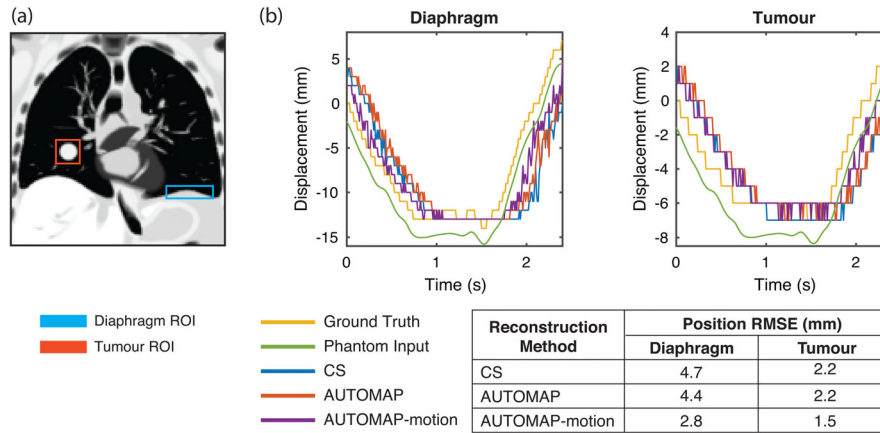 (a)
(b)
Diaphragm
Displacement (mm)
5
0
-5
-10
-15
0
1
2
Time (s)
Tumour
Displacement (mm)
4
2
0
-2
-4
-6
-8
0
1
2
Time (s)
Diaphragm ROI
Tumour ROI
Ground Truth
Phantom Input
CS
AUTOMAP
AUTOMAP-motion
Reconstruction Method
Position RMSE (mm)
Diaphragm Tumour
CS 4.7 2.2
AUTOMAP 4.4 2.2
AUTOMAP-motion 2.8 1.5